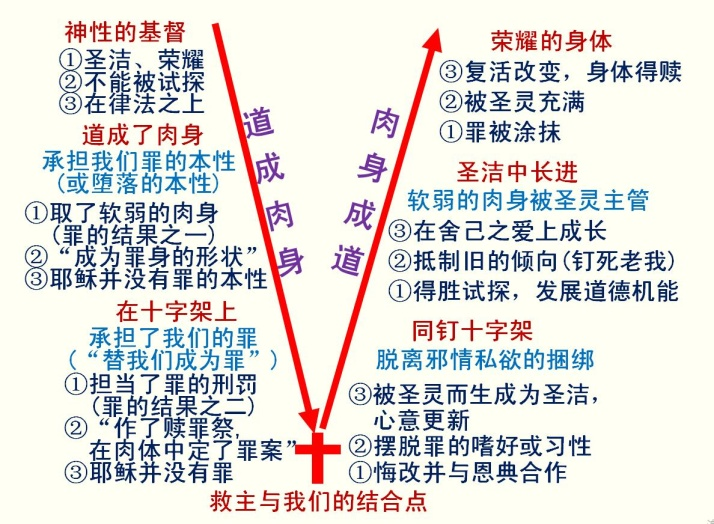 神性的基督
①圣洁、荣耀
②不能被试探
③在律法之上
道成了肉身
承担我们罪的本性
(或堕落的本性)
①取了软弱的肉身
(罪的结果之一)
②“成为罪身的形状”
③耶稣并没有罪的本性
在十字架上
承担了我们的罪
(“替我们成为罪”)
①担当了罪的刑罚
(罪的结果之二)
②“作了赎罪祭,
在肉体中定了罪案”
③耶稣并没有罪
道成肉身
肉身成道
荣耀的身体
③复活改变，身体得赎
②被圣灵充满
①罪被涂抹
圣洁中长进
软弱的肉身被圣灵主管
③在舍己之爱上成长
②抵制旧的倾向(钉死老我)
①得胜试探，发展道德机能
同钉十字架
脱离邪情私欲的捆绑
③被圣灵而生成为圣洁，
心意更新
②摆脱罪的嗜好或习性
①悔改并与恩典合作
救主与我们的结合点